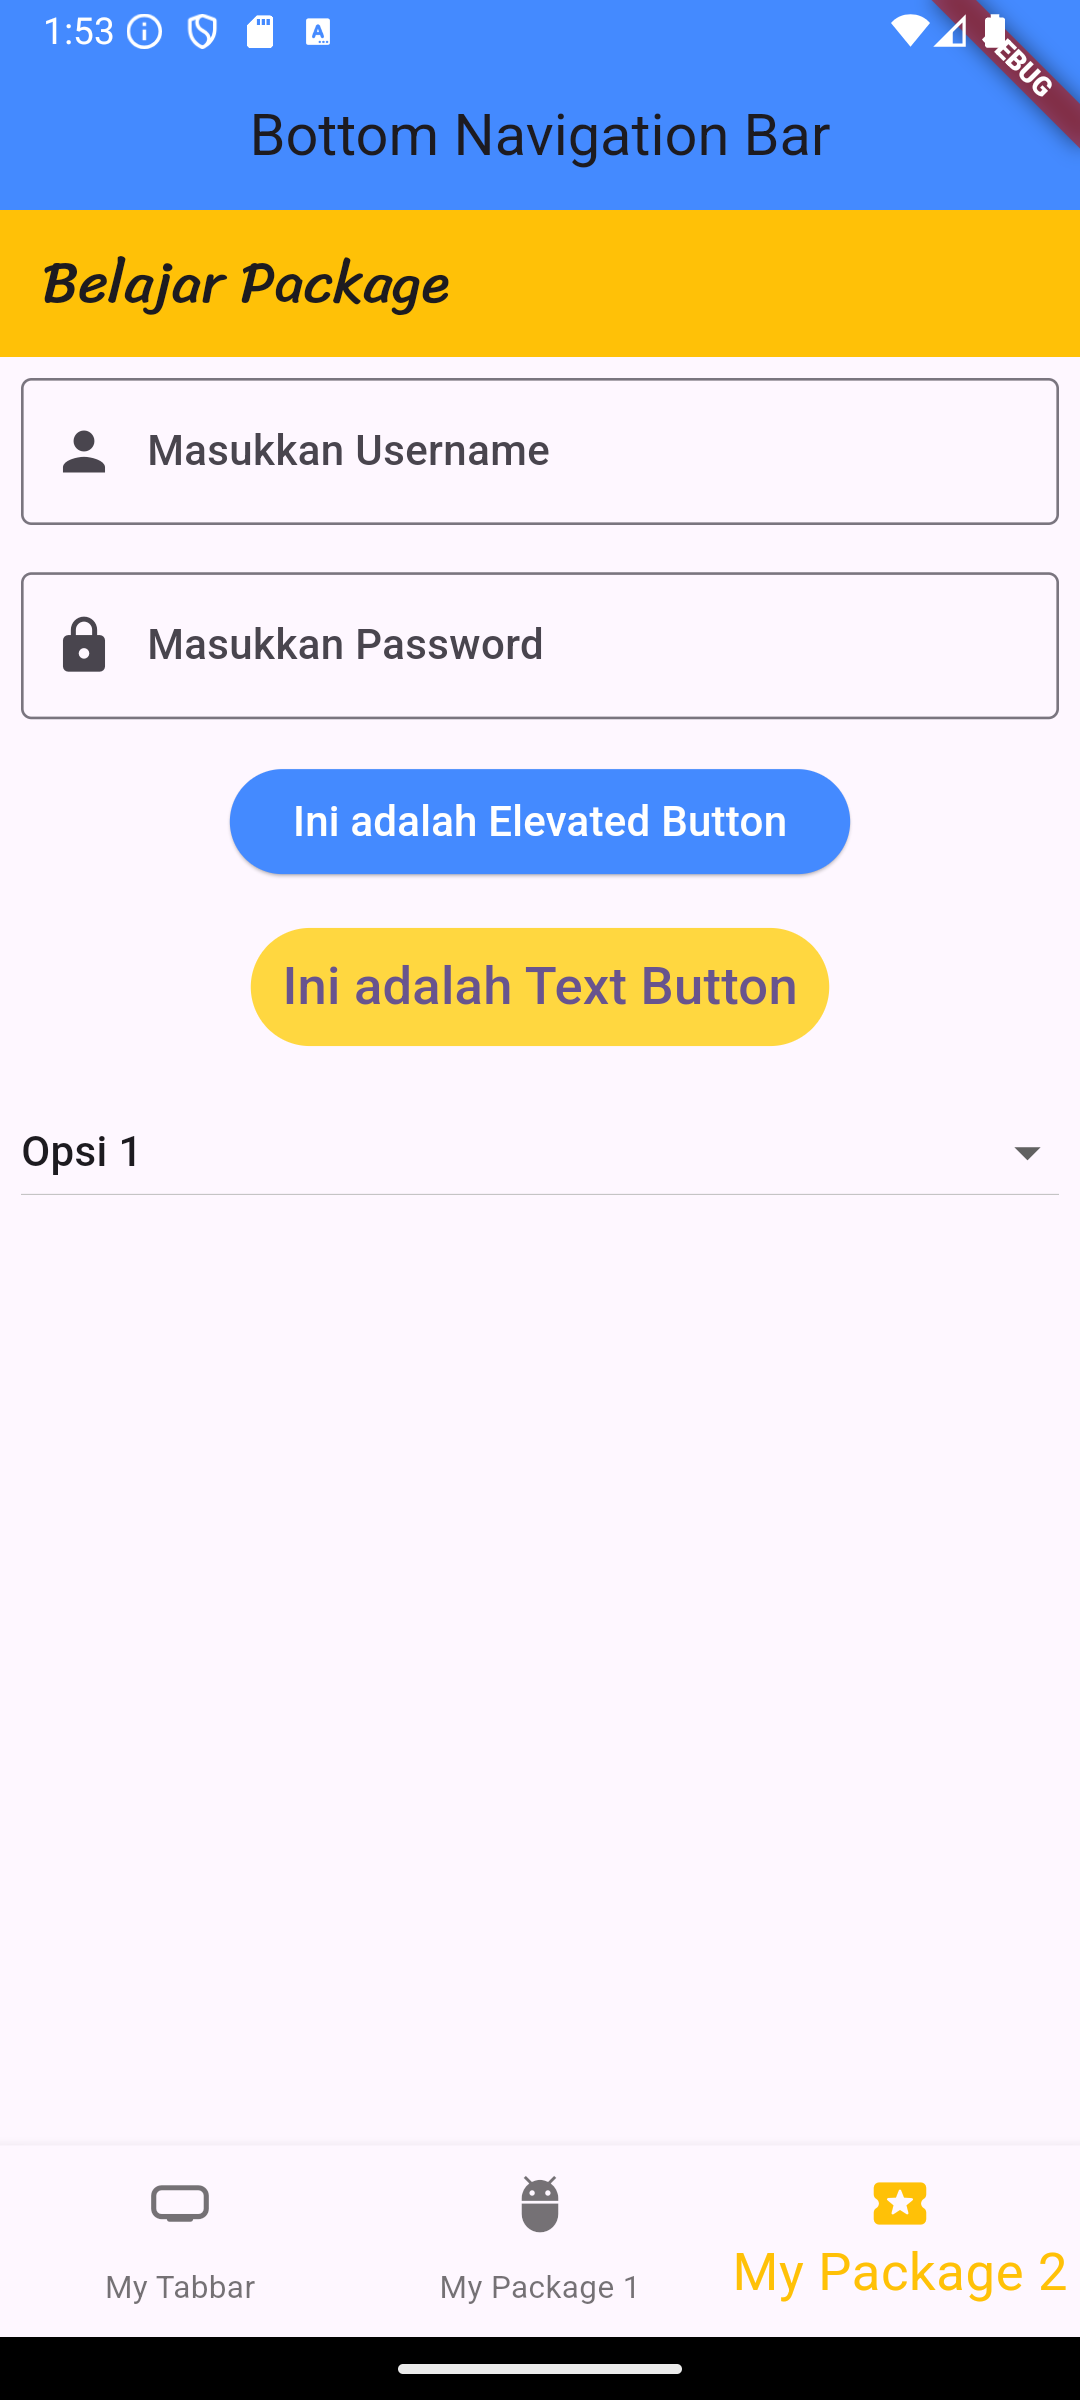 1:53
EBUG
Bottom Navigation Bar
Belajar Package
Masukkan Username
Masukkan Password
Ini adalah Elevated Button
Ini adalah Text Button
Opsi 1
My Tabbar
My Package 1
My Package 2